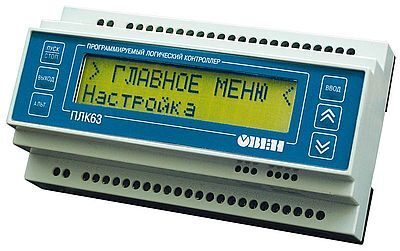 ПРОГРАММИРУЕМЫЙ ЛОГИЧЕСКИЙ КОНТРОЛЛЕР
ПУСК
СТОП
ВЫХОД
АЛЬТ.
> ГЛАВНОЕ МЕНЮ <
Настройка
ВВОД
ПЛК63
ОВЕН